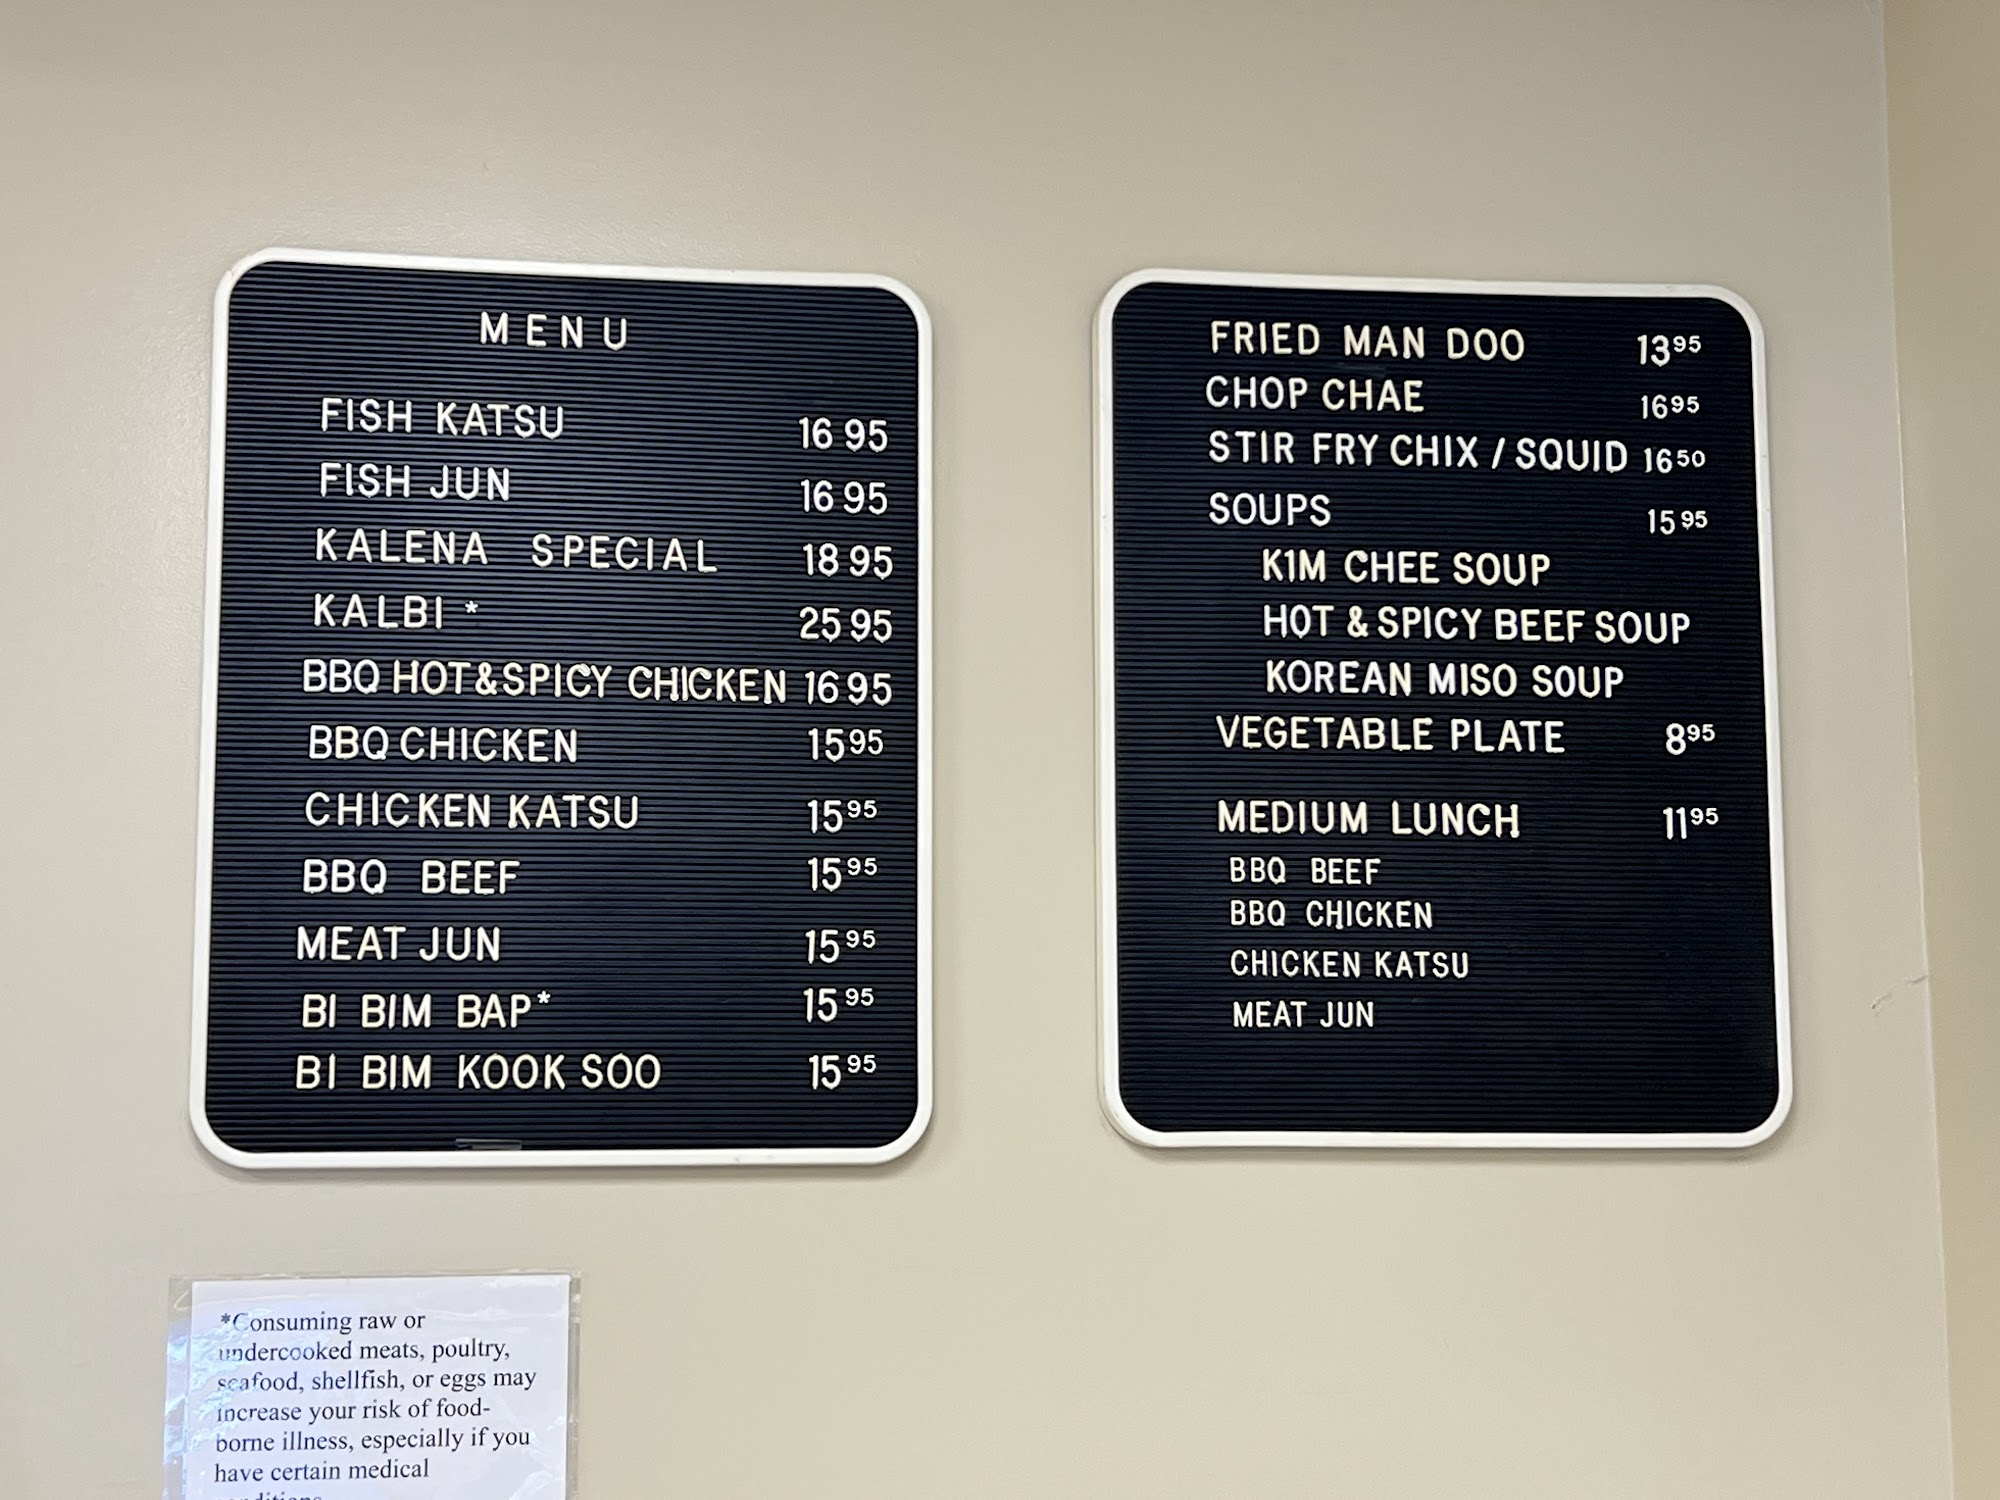 MENU
FISH KATSU 16 95
FISH JUN 16 95
KALENA SPECIAL 18 95
KALBI * 25 95
BBQ HOT&SPICY CHICKEN 16 95
BBQ CHICKEN 15 95
CHICKEN KATSU 15 95
BBQ BEEF 15 95
MEAT JUN 15 95
BI BIM BAP* 15 95
BI BIM KOOK SOO 15 95
FRIED MAN DOO 13 95
CHOP CHAE 16 95
STIR FRY CHIX / SQUID 16 50
SOUPS 15 95
KIM CHEE SOUP
HOT & SPICY BEEF SOUP
KOREAN MISO SOUP
VEGETABLE PLATE 8 95
MEDIUM LUNCH 11 95
BBQ BEEF
BBQ CHICKEN
CHICKEN KATSU
MEAT JUN
*Consuming raw or
undercooked meats, poultry,
seafood, shellfish, or eggs may
increase your risk of food-
borne illness, especially if you
have certain medical